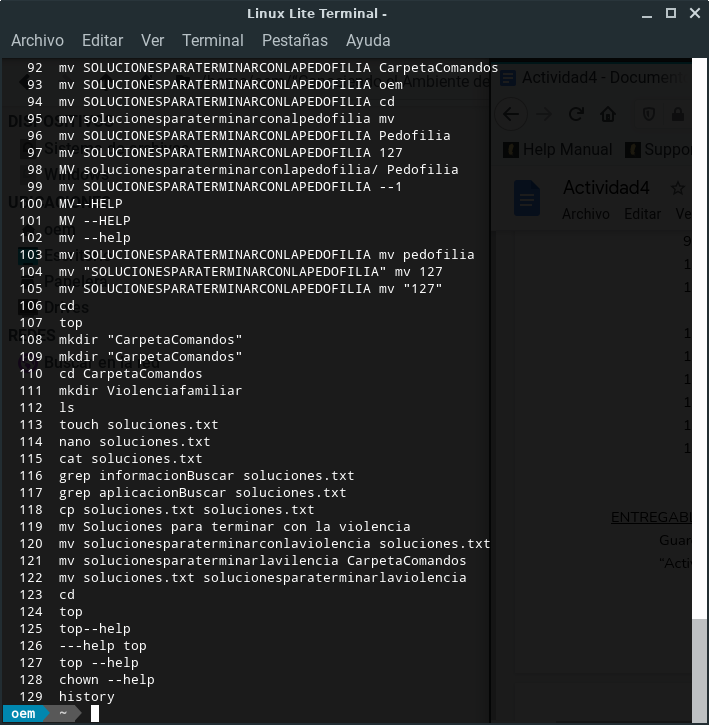 Linux Lite Terminal -
Archivo Editar Ver Terminal Pestañas Ayuda
92 mv SOLUCIONESPARATERMINARCONLAPEDOFILIA CarpetaComandos
93 mv SOLUCIONESPARATERMINARCONLAPEDOFILIA oem
94 mv SOLUCIONESPARATERMINARCONLAPEDOFILIA cd
95 mv solucionesparaterminarconalpedofilia mv
96 mv SOLUCIONESPARATERMINARCONLAPEDOFILIA Pedofilia
97 mv SOLUCIONESPARATERMINARCONLAPEDOFILIA 127
98 MV solucionesparaterminarconlapedofilia/ Pedofilia
99 mv SOLUCIONESPARATERMINARCONLAPEDOFILIA --1
100 MV--HELP
101 MV --HELP
102 mv --help
103 mv SOLUCIONESPARATERMINARCONLAPEDOFILIA mv pedofilia
104 mv "SOLUCIONESPARATERMINARCONLAPEDOFILIA" mv 127
105 mv SOLUCIONESPARATERMINARCONLAPEDOFILIA mv "127"
106 cd
107 top
108 mkdir "CarpetaComandos"
109 mkdir "CarpetaComandos"
110 cd CarpetaComandos
111 mkdir Violenciafamiliar
112 ls
113 touch soluciones.txt
114 nano soluciones.txt
115 cat soluciones.txt
116 grep informacionBuscar soluciones.txt
117 grep aplicacionBuscar soluciones.txt
118 cp soluciones.txt soluciones.txt
119 mv Soluciones para terminar con la violencia
120 mv solucionesparaterminarconlaviolencia soluciones.txt
121 mv solucionesparaterminarlavilencia CarpetaComandos
122 mv soluciones.txt solucionesparaterminarlaviolencia
123 cd
124 top
125 top--help
126 ---help top
127 top --help
128 chown --help
129 history
oem ~
Actividad4 - Document
Help Manual Suppo
Actividad4
Archivo Editar Ve
ENTREGAB
Guar
"Acti